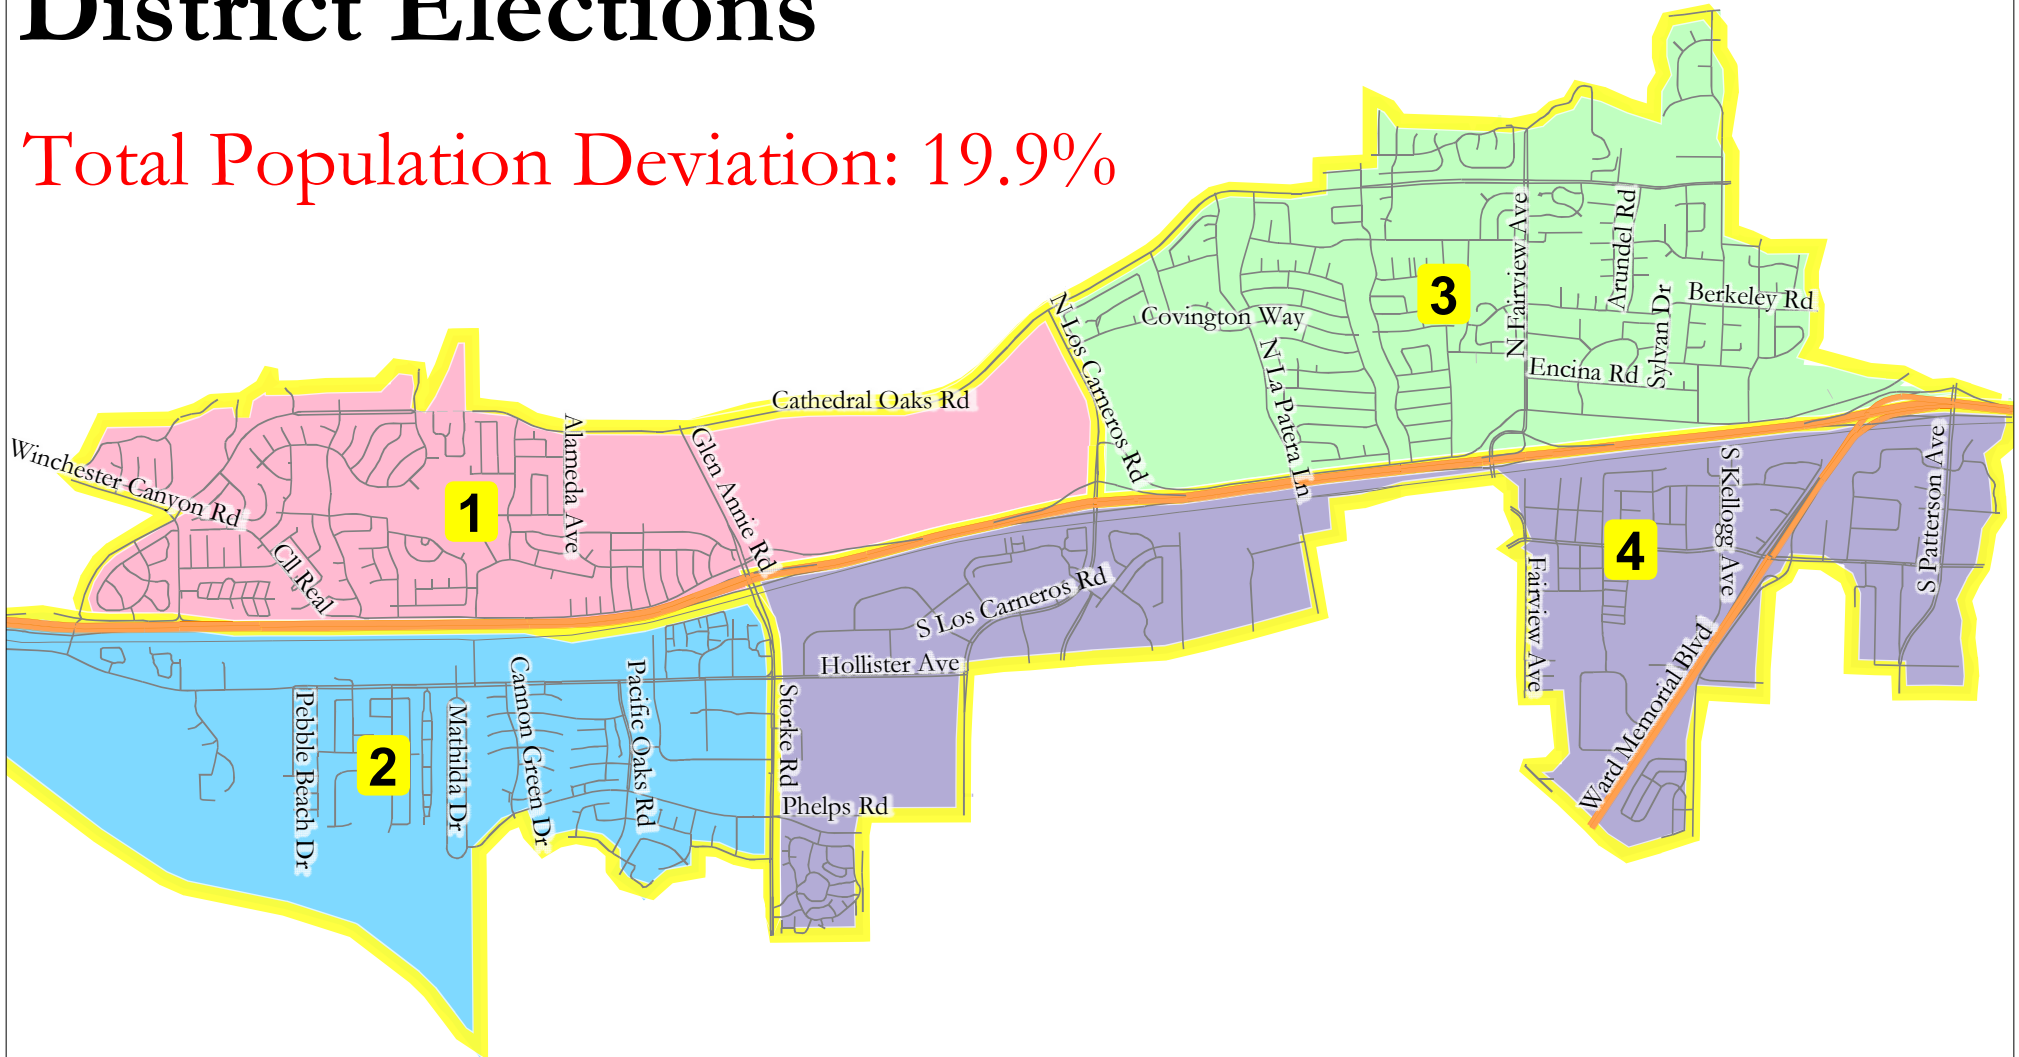 District Elections
Total Population Deviation: 19.9%
N Fairview Ave
Arundel Rd
3
Berkeley Rd
Sylvan Dr
N Los Carneros Rd
Covington Way
N La Patera Ln
Encina Rd
Cathedral Oaks Rd
Alameda Ave
Glen Annie Rd
Winchester Canyon Rd
1
Cll Real
S Kellogg Ave
S Patterson Ave
4
Fairview Ave
S Los Carneros Rd
Hollister Ave
Ward Memorial Blvd
Pebble Beach Dr
2
Mathilda Dr
Cannon Green Dr
Pacific Oaks Rd
Storke Rd
Phelps Rd